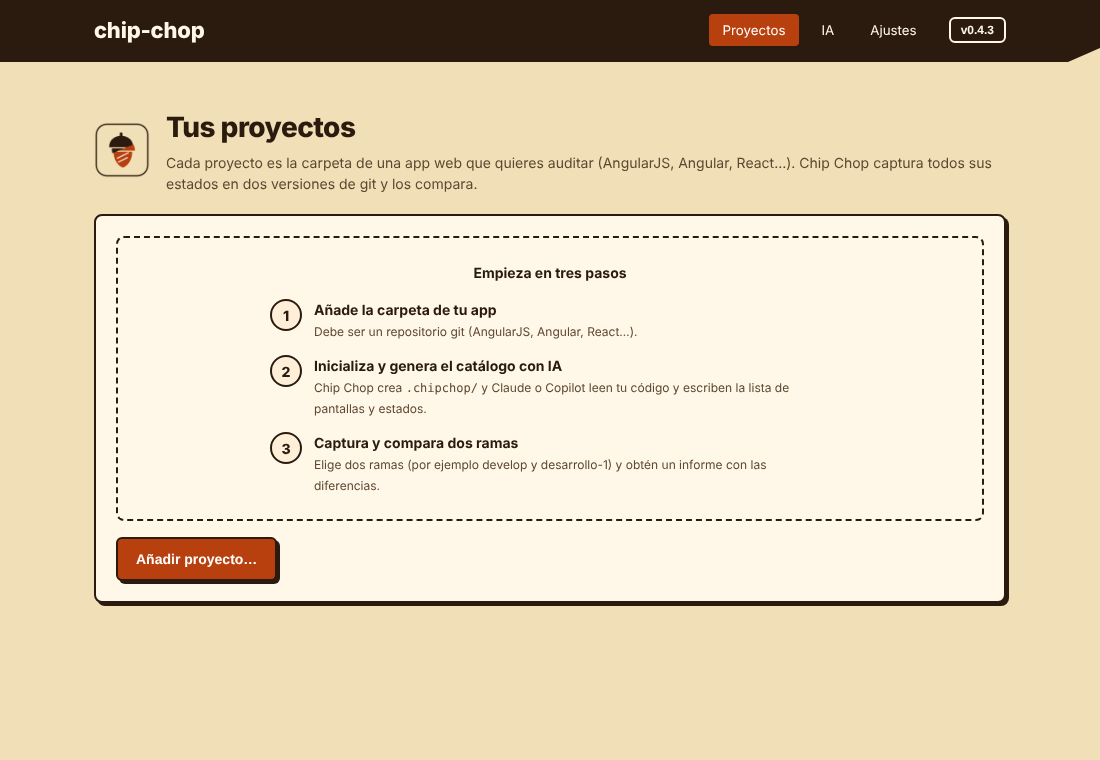 chip-chop
Proyectos
IA
Ajustes
v0.4.3
Tus proyectos
Cada proyecto es la carpeta de una app web que quieres auditar (AngularJS, Angular, React…). Chip Chop captura todos sus
estados en dos versiones de git y los compara.
Empieza en tres pasos
1
Añade la carpeta de tu app
Debe ser un repositorio git (AngularJS, Angular, React…).
2
Inicializa y genera el catálogo con IA
Chip Chop crea .chipchop/ y Claude o Copilot leen tu código y escriben la lista de
pantallas y estados.
3
Captura y compara dos ramas
Elige dos ramas (por ejemplo develop y desarrollo-1) y obtén un informe con las
diferencias.
Añadir proyecto…